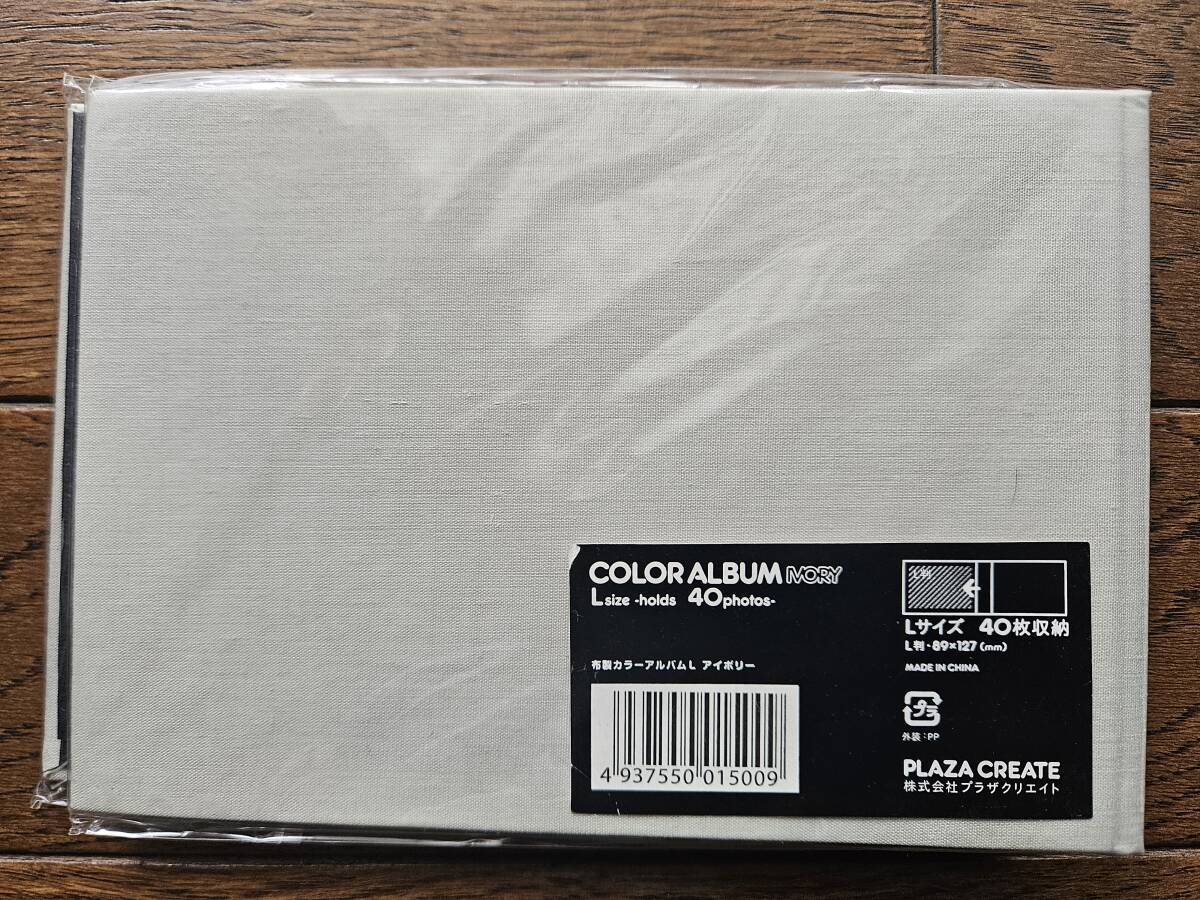 COLOR ALBUM IVORY
L size -holds 40 photos-
布製カラーアルバム L アイボリー
4 937550 015009
L判
Lサイズ 40枚収納
L判・89×127 (mm)
MADE IN CHINA
プラ
外装:PP
PLAZA CREATE
株式会社プラザクリエイト